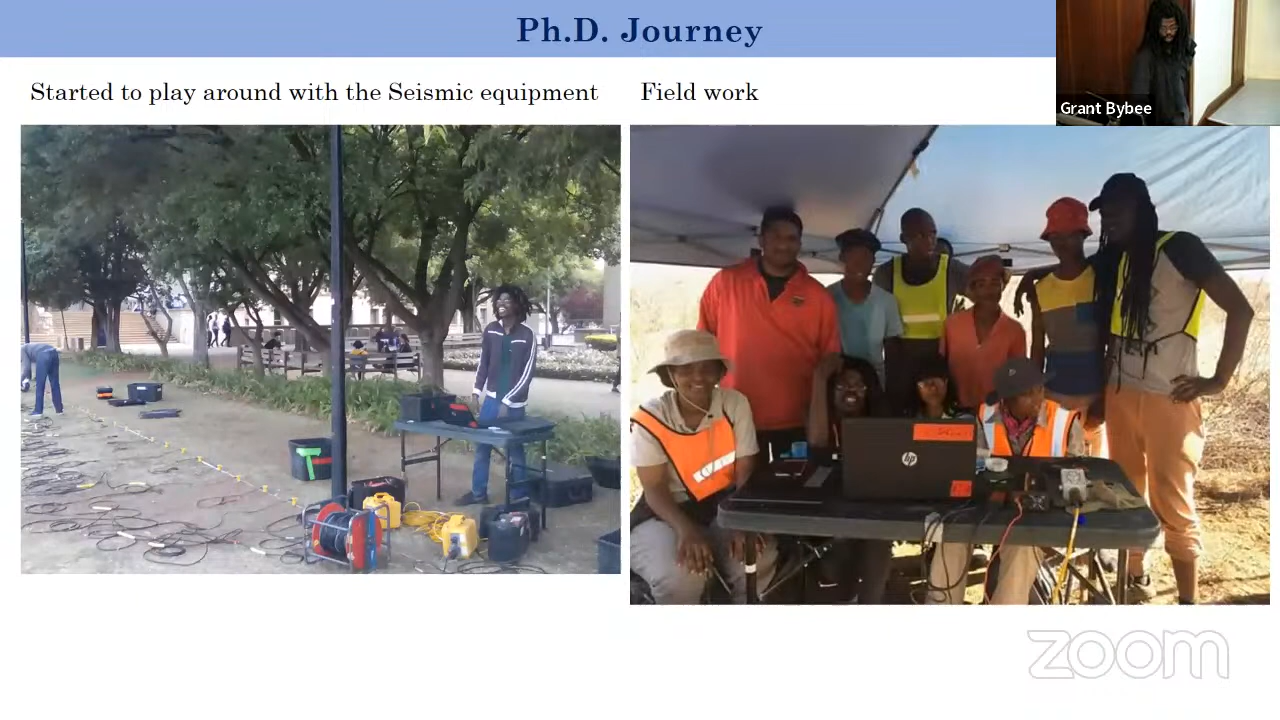 Ph.D. Journey
Started to play around with the Seismic equipment
Field work
Grant Bybee
hp
zoom